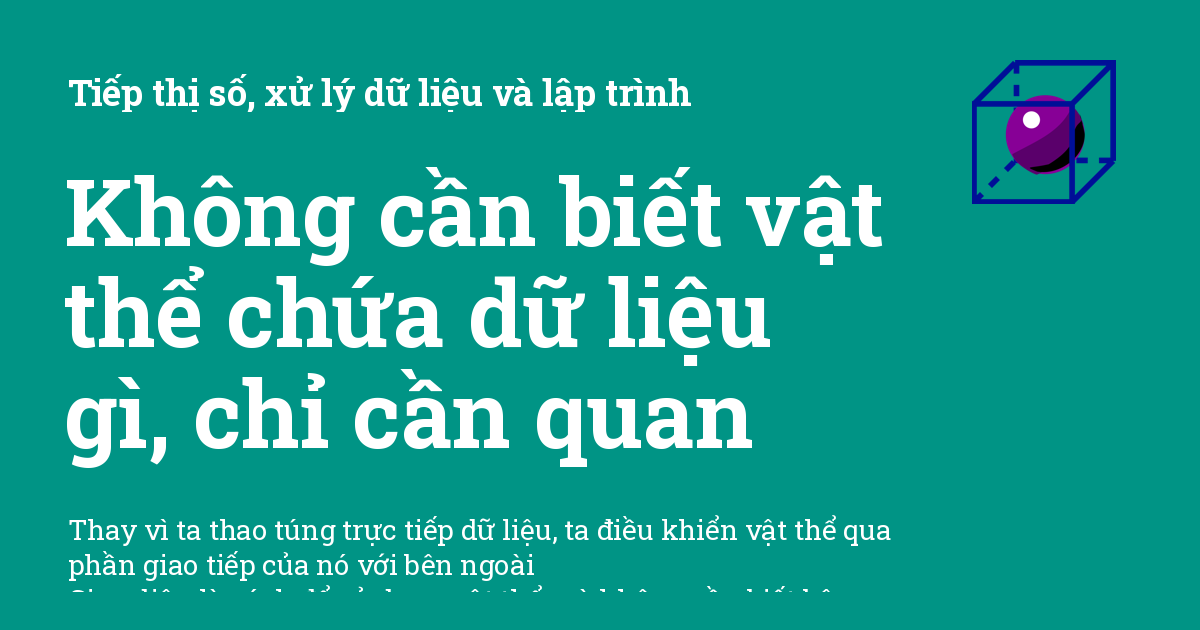 Tiếp thị số, xử lý dữ liệu và lập trình
Không cần biết vật
thể chứa dữ liệu
gì, chỉ cần quan
Thay vì ta thao túng trực tiếp dữ liệu, ta điều khiển vật thể qua
phần giao tiếp của nó với bên ngoài